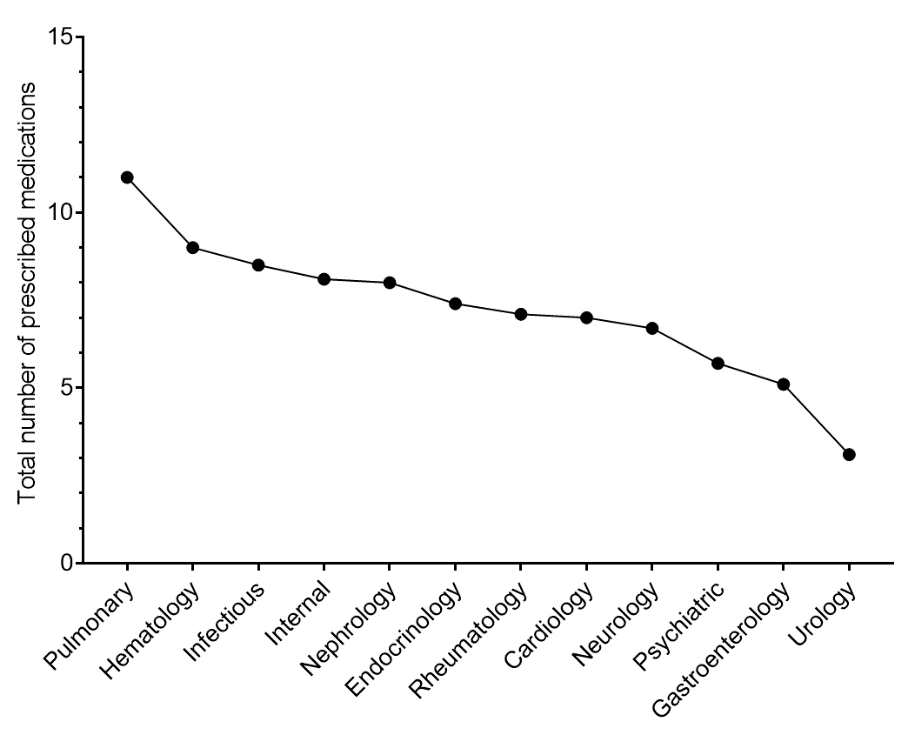 Total number of prescribed medications
15
10
5
0
Pulmonary
Hematology
Infectious
Internal
Nephrology
Endocrinology
Rheumatology
Cardiology
Neurology
Psychiatric
Gastroenterology
Urology